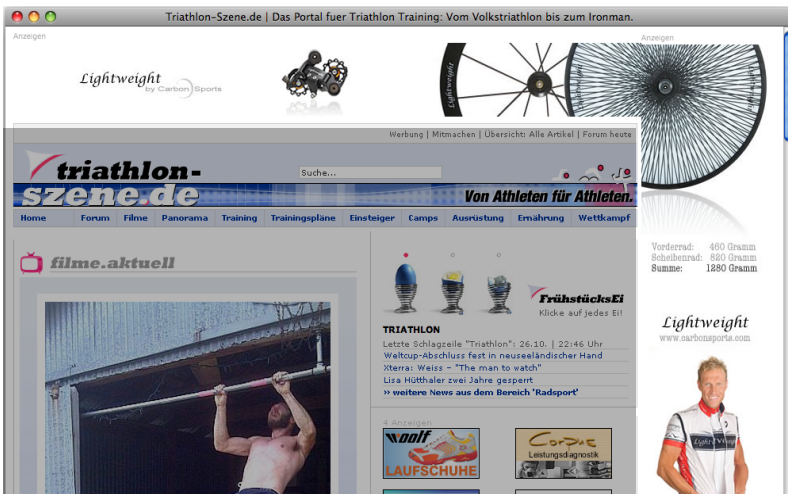 Triathlon-Szene.de | Das Portal fuer Triathlon Training: Vom Volkstriathlon bis zum Ironman.
Anzeigen
Anzeigen
Lightweight
by Carbon Sports
Werbung | Mitmachen | Übersicht: Alle Artikel | Forum heute
triathlon-
szene.de
Suche...
Von Athleten für Athleten.
Home Forum Filme Panorama Training Trainingspläne Einsteiger Camps Ausrüstung Ernährung Wettkampf
Vorderrad: 460 Gramm
Scheibenrad: 820 Gramm
Summe: 1280 Gramm
filme.aktuell
FrühstücksEi
Klicke auf jedes Ei!
Lightweight
www.carbonsports.com
TRIATHLON
Letzte Schlagzeile "Triathlon": 26.10. | 22:46 Uhr
Weltcup-Abschluss fest in neuseeländischer Hand
Xterra: Weiss - "The man to watch"
Lisa Hütthaler zwei Jahre gesperrt
» weitere News aus dem Bereich 'Radsport'
4 Anzeigen
woolf
LAUFSCHUHE
Corpus
Leistungsdiagnostik